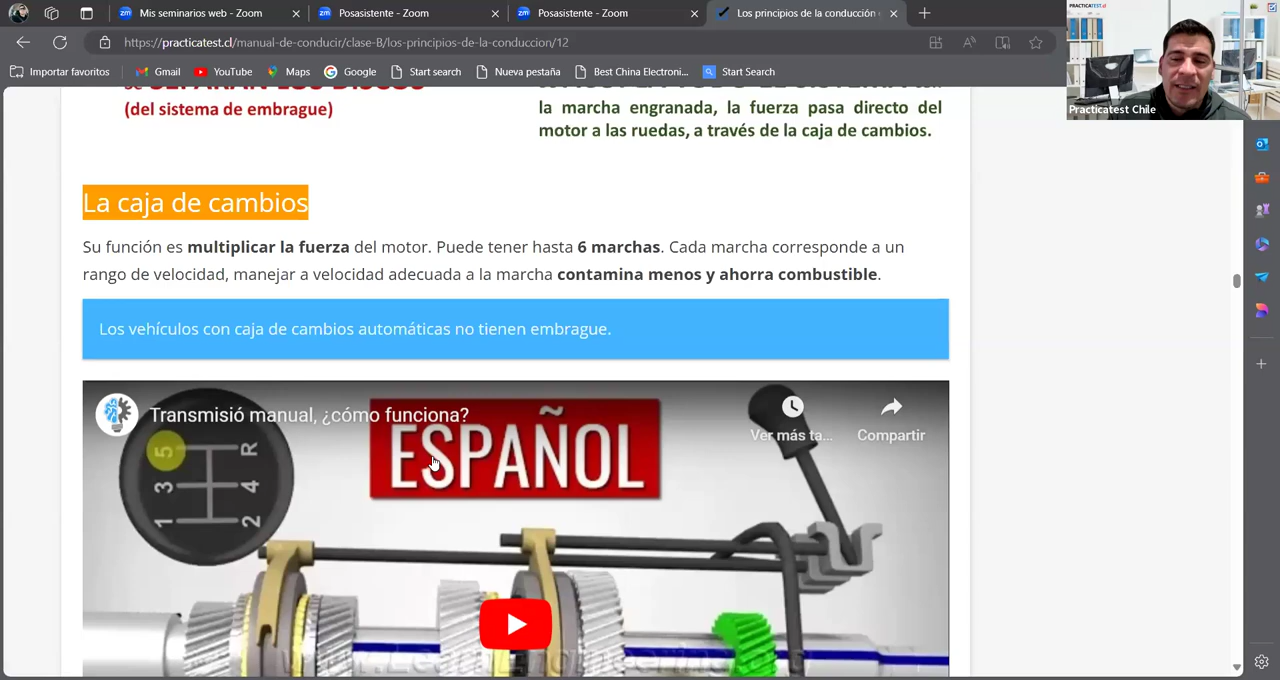 Mis seminarios web - Zoom
Posasistente - Zoom
Posasistente - Zoom
Los principios de la conducción
https://practicatest.cl/manual-de-conducir/clase-B/los-principios-de-la-conduccion/12
Importar favoritos
Gmail
YouTube
Maps
Google
Start search
Nueva pestaña
Best China Electroni...
Start Search
PRACTICATEST.cl
Practicatest Chile
se SEPARAN LOS DISCOS
(del sistema de embrague)
la marcha engranada, la fuerza pasa directo del
motor a las ruedas, a través de la caja de cambios.
La caja de cambios
Su función es multiplicar la fuerza del motor. Puede tener hasta 6 marchas. Cada marcha corresponde a un
rango de velocidad, manejar a velocidad adecuada a la marcha contamina menos y ahorra combustible.
Los vehículos con caja de cambios automáticas no tienen embrague.
Transmisió manual, ¿cómo funciona?
Ver más ta...
Compartir
ESPAÑOL
5 R
3 4
1 2